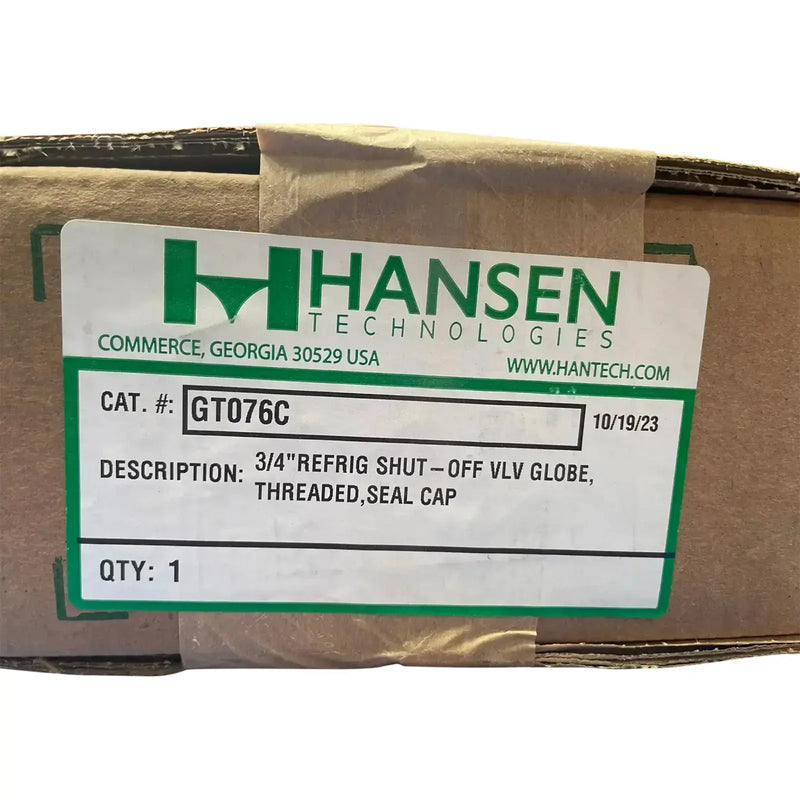 HANSEN
TECHNOLOGIES
COMMERCE, GEORGIA 30529 USA
WWW.HANTECH.COM
CAT. #: GT076C 10/19/23
DESCRIPTION: 3/4"REFRIG SHUT-OFF VLV GLOBE,
THREADED,SEAL CAP
QTY: 1